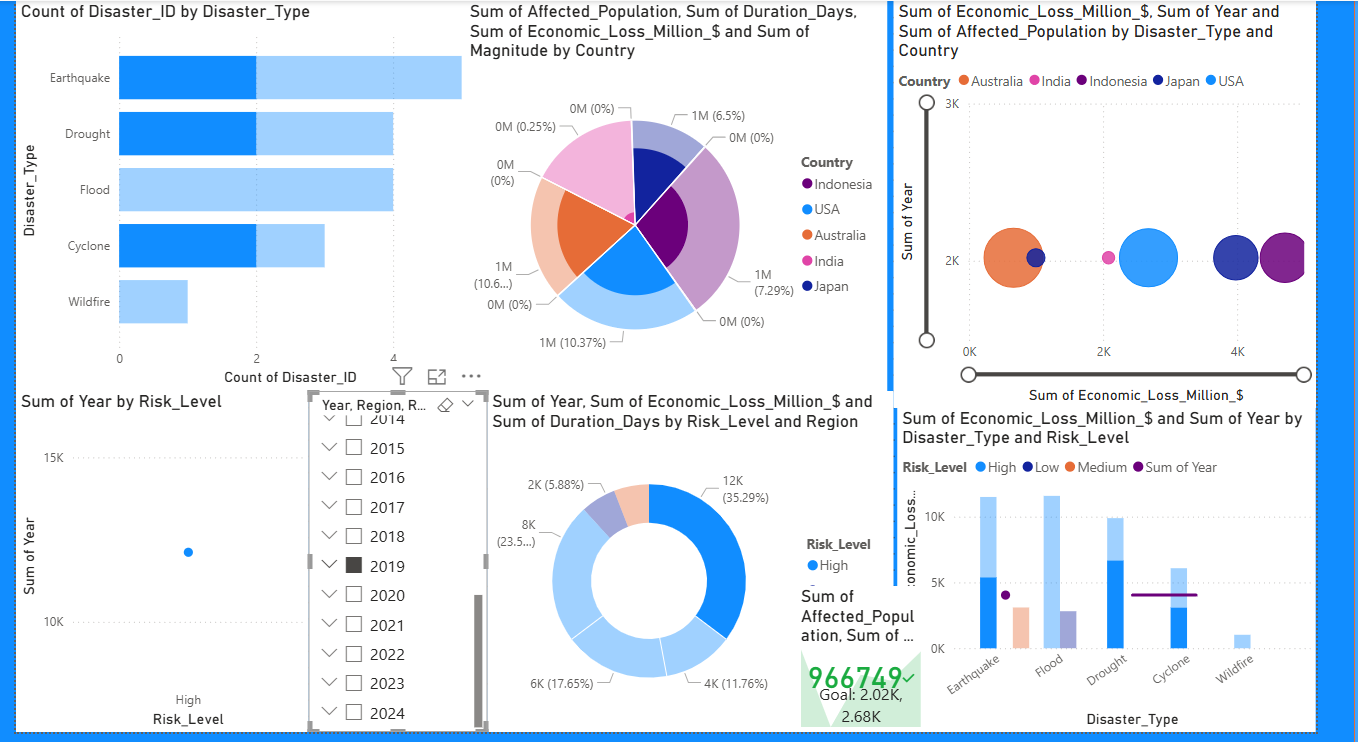 Count of Disaster_ID by Disaster_Type
Earthquake
Drought
Flood
Cyclone
Wildfire
Disaster_Type
0
2
4
Count of Disaster_ID
Sum of Affected_Population, Sum of Duration_Days,
Sum of Economic_Loss_Million_$ and Sum of
Magnitude by Country
0M (0%)
1M (6.5%)
0M (0.25%)
0M (0%)
0M
(0%)
1M
(10.6...)
0M (0%)
1M
(7.29%)
0M (0%)
1M (10.37%)
Country
Indonesia
USA
Australia
India
Japan
Sum of Economic_Loss_Million_$, Sum of Year and
Sum of Affected_Population by Disaster_Type and
Country
Country Australia India Indonesia Japan USA
3K
2K
Sum of Year
0K
2K
4K
Sum of Economic_Loss_Million_$
Sum of Year by Risk_Level
15K
10K
Sum of Year
High
Risk_Level
Year, Region, R...
2014
2015
2016
2017
2018
2019
2020
2021
2022
2023
2024
Sum of Year, Sum of Economic_Loss_Million_$ and
Sum of Duration_Days by Risk_Level and Region
2K (5.88%)
12K
(35.29%)
8K
(23.5...)
6K (17.65%)
4K (11.76%)
Risk_Level
High
Sum of
Affected_Popul
ation, Sum of ...
966749
Goal: 2.02K,
2.68K
Sum of Economic_Loss_Million_$ and Sum of Year by
Disaster_Type and Risk_Level
Risk_Level High Low Medium Sum of Year
conomic_Loss...
10K
5K
0K
Earthquake
Flood
Drought
Cyclone
Wildfire
Disaster_Type